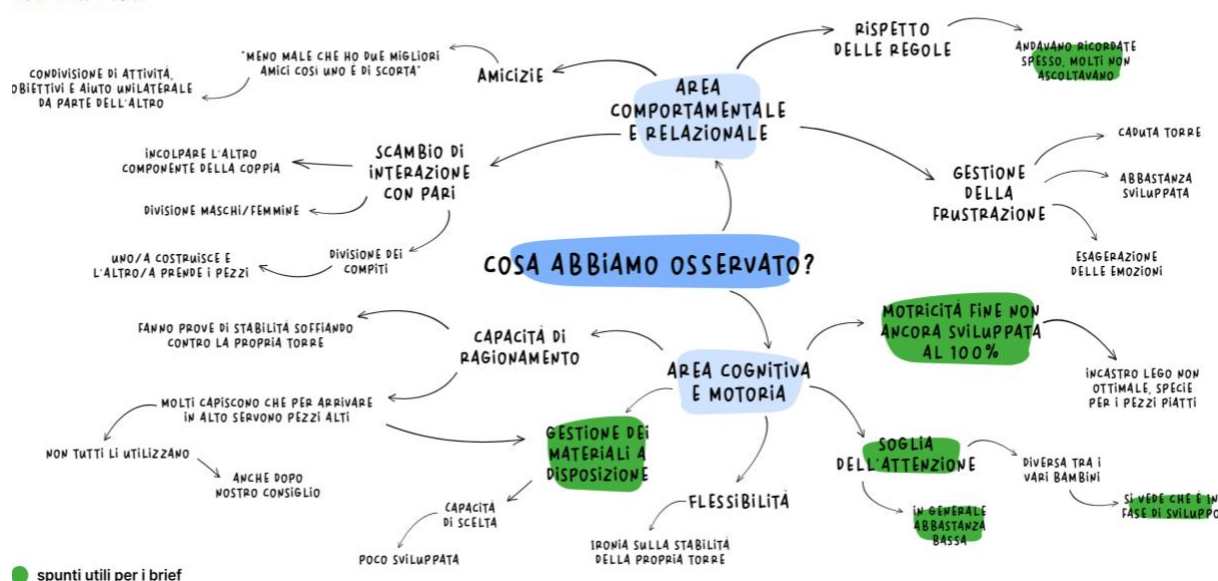 RISPETTO
DELLE REGOLE
ANDAVANO RICORDATE
SPESSO, MOLTI NON
ASCOLTAVANO
"MENO MALE CHE HO DUE MIGLIORI
AMICI COSÌ UNO È DI SCORTA"
AMICIZIE
CONDIVISIONE DI ATTIVITÀ,
OBIETTIVI E AIUTO UNILATERALE
DA PARTE DELL'ALTRO
AREA
COMPORTAMENTALE
E RELAZIONALE
SCAMBIO DI
INTERAZIONE
CON PARI
INCOLPARE L'ALTRO
COMPONENTE DELLA COPPIA
DIVISIONE MASCHI/FEMMINE
DIVISIONE DEI
COMPITI
UNO/A COSTRUISCE E
L'ALTRO/A PRENDE I PEZZI
GESTIONE
DELLA
FRUSTRAZIONE
CADUTA TORRE
ABBASTANZA
SVILUPPATA
ESAGERAZIONE
DELLE EMOZIONI
COSA ABBIAMO OSSERVATO?
AREA COGNITIVA
E MOTORIA
CAPACITÀ DI
RAGIONAMENTO
FANNO PROVE DI STABILITÀ SOFFIANDO
CONTRO LA PROPRIA TORRE
MOLTI CAPISCONO CHE PER ARRIVARE
IN ALTO SERVONO PEZZI ALTI
NON TUTTI LI UTILIZZANO
ANCHE DOPO
NOSTRO CONSIGLIO
GESTIONE DEI
MATERIALI A
DISPOSIZIONE
CAPACITÀ
DI SCELTA
POCO SVILUPPATA
FLESSIBILITÀ
IRONIA SULLA STABILITÀ
DELLA PROPRIA TORRE
MOTRICITÀ FINE NON
ANCORA SVILUPPATA
AL 100%
INCASTRO LEGO NON
OTTIMALE, SPECIE
PER I PEZZI PIATTI
SOGLIA
DELL'ATTENZIONE
IN GENERALE
ABBASTANZA
BASSA
DIVERSA TRA I
VARI BAMBINI
SI VEDE CHE È IN
FASE DI SVILUPPO
spunti utili per i brief